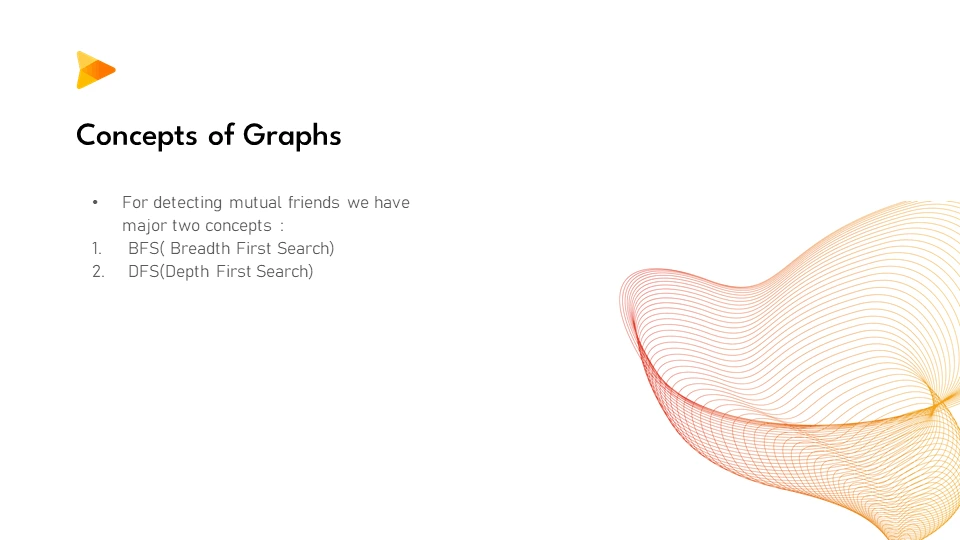 Concepts of Graphs
• For detecting mutual friends we have
major two concepts :
1. BFS( Breadth First Search)
2. DFS(Depth First Search)